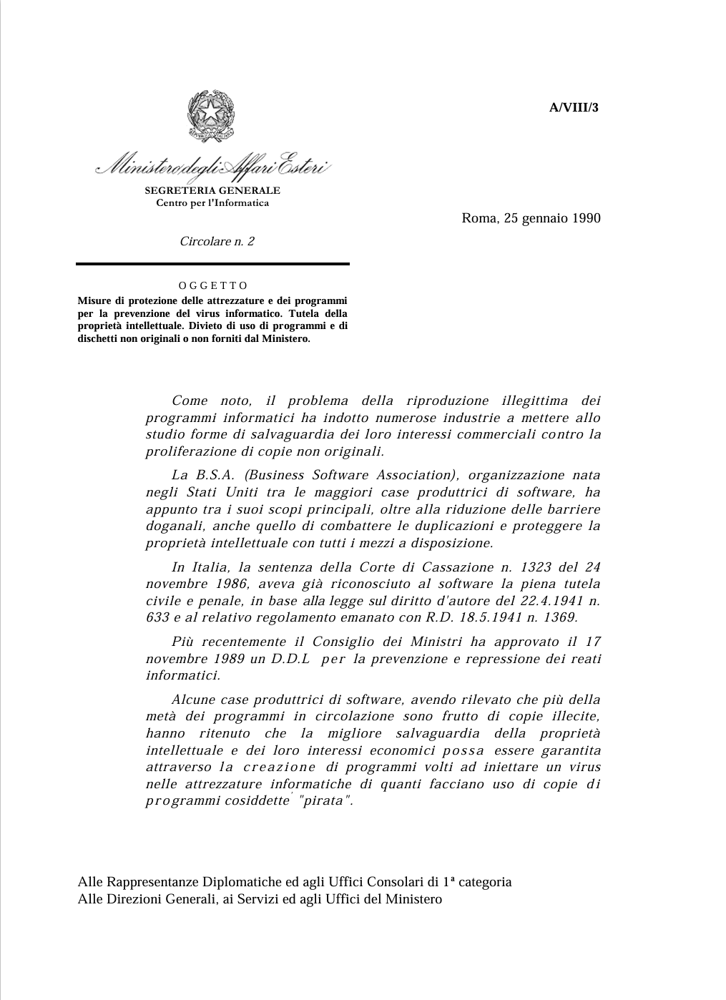 A/VIII/3
REPVBBLICA ITALIANA
Ministero degli Affari Esteri
SEGRETERIA GENERALE
Centro per l'Informatica
Roma, 25 gennaio 1990
Circolare n. 2
OGGETTO
Misure di protezione delle attrezzature e dei programmi
per la prevenzione del virus informatico. Tutela della
proprietà intellettuale. Divieto di uso di programmi e di
dischetti non originali o non forniti dal Ministero.
Come noto, il problema della riproduzione illegittima dei
programmi informatici ha indotto numerose industrie a mettere allo
studio forme di salvaguardia dei loro interessi commerciali contro la
proliferazione di copie non originali.
La B.S.A. (Business Software Association), organizzazione nata
negli Stati Uniti tra le maggiori case produttrici di software, ha
appunto tra i suoi scopi principali, oltre alla riduzione delle barriere
doganali, anche quello di combattere le duplicazioni e proteggere la
proprietà intellettuale con tutti i mezzi a disposizione.
In Italia, la sentenza della Corte di Cassazione n. 1323 del 24
novembre 1986, aveva già riconosciuto al software la piena tutela
civile e penale, in base alla legge sul diritto d'autore del 22.4.1941 n.
633 e al relativo regolamento emanato con R.D. 18.5.1941 n. 1369.
Più recentemente il Consiglio dei Ministri ha approvato il 17
novembre 1989 un D.D.L per la prevenzione e repressione dei reati
informatici.
Alcune case produttrici di software, avendo rilevato che più della
metà dei programmi in circolazione sono frutto di copie illecite,
hanno ritenuto che la migliore salvaguardia della proprietà
intellettuale e dei loro interessi economici possa essere garantita
attraverso la creazione di programmi volti ad iniettare un virus
nelle attrezzature informatiche di quanti facciano uso di copie di
programmi cosiddette' "pirata".
Alle Rappresentanze Diplomatiche ed agli Uffici Consolari di 1ª categoria
Alle Direzioni Generali, ai Servizi ed agli Uffici del Ministero